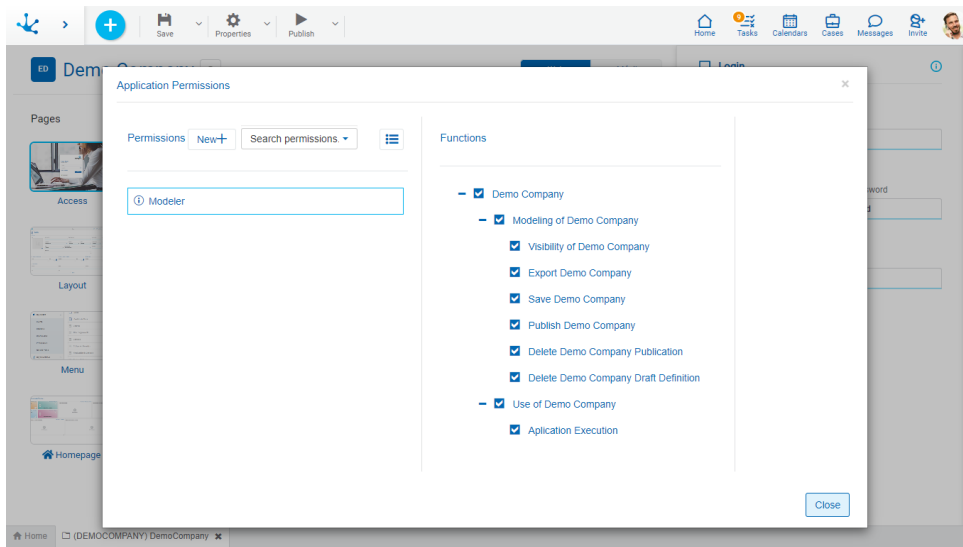 Save
Properties
Publish
Home
9
Tasks
Calendars
Cases
Messages
Invite
ED
Application Permissions
×
Pages
Permissions
New+
Search permissions.
Functions
Modeler
Demo Company
Modeling of Demo Company
Visibility of Demo Company
Export Demo Company
Save Demo Company
Publish Demo Company
Delete Demo Company Publication
Delete Demo Company Draft Definition
Use of Demo Company
Aplication Execution
Access
Layout
Menu
Homepage
Close
Home
(DEMOCOMPANY) DemoCompany